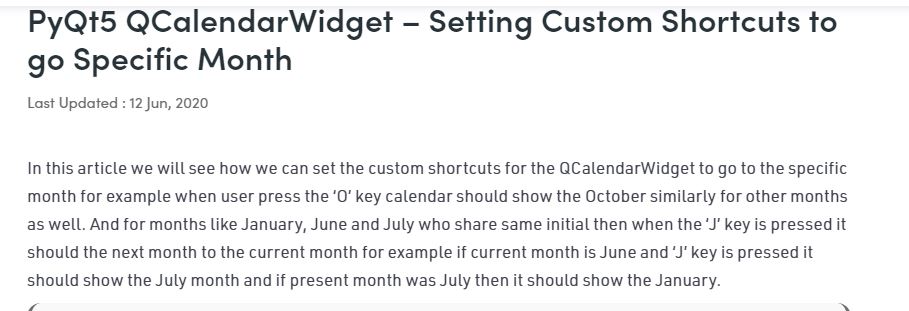 PyQt5 QCalendarWidget – Setting Custom Shortcuts to
go Specific Month
Last Updated : 12 Jun, 2020
In this article we will see how we can set the custom shortcuts for the QCalendarWidget to go to the specific
month for example when user press the ‘O’ key calendar should show the October similarly for other months
as well. And for months like January, June and July who share same initial then when the ‘J’ key is pressed it
should the next month to the current month for example if current month is June and ‘J’ key is pressed it
should show the July month and if present month was July then it should show the January.